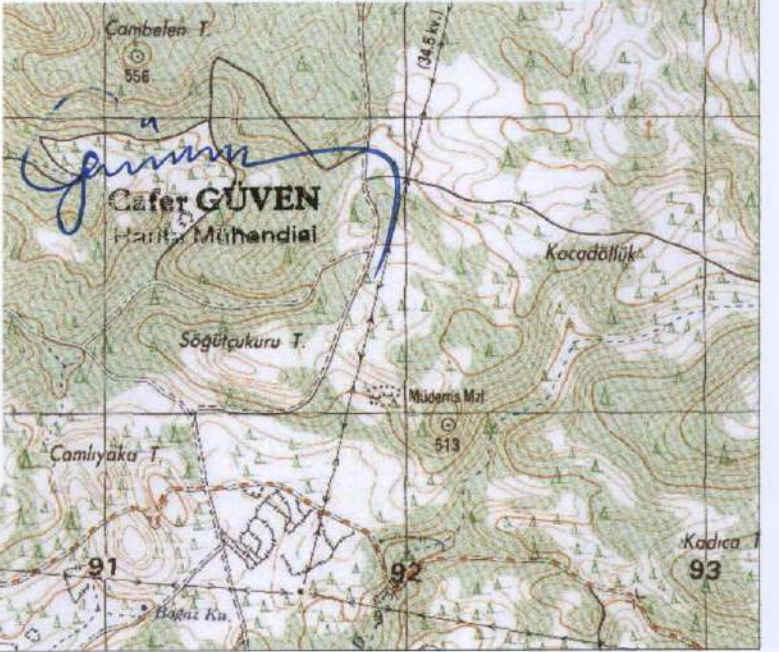 Cambelen T.
556
(34.5 kv.)
Cafer GÜVEN
Harita Mühendisi
Kocadöllük
Söğütçukuru T.
Müderris Mzl.
513
Camlıyaka T.
Kadıca T
91
92
93
Boğaz Ku.